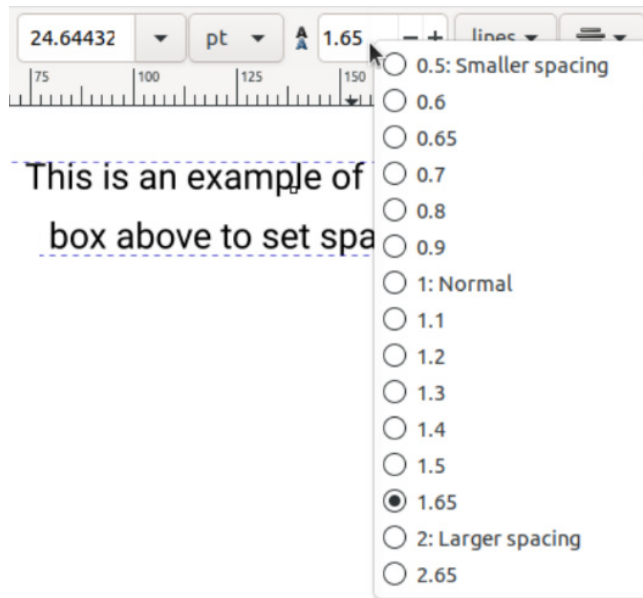 24.64432 pt 1.65 − + lines
75 100 125 150
0.5: Smaller spacing
0.6
0.65
0.7
0.8
0.9
1: Normal
1.1
1.2
1.3
1.4
1.5
1.65
2: Larger spacing
2.65
This is an example of
box above to set spa